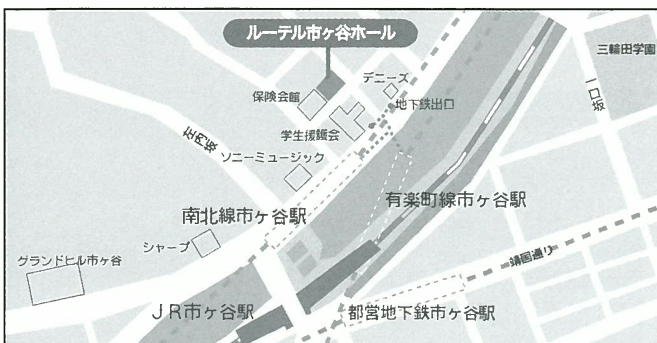 ルーテル市ヶ谷ホール
三輪田学園
デニーズ
保険会館
地下鉄出口
一口坂
学生援護会
左内坂
ソニーミュージック
有楽町線市ヶ谷駅
南北線市ヶ谷駅
シャープ
グランドヒル市ヶ谷
靖国通り
JR市ヶ谷駅
都営地下鉄市ヶ谷駅